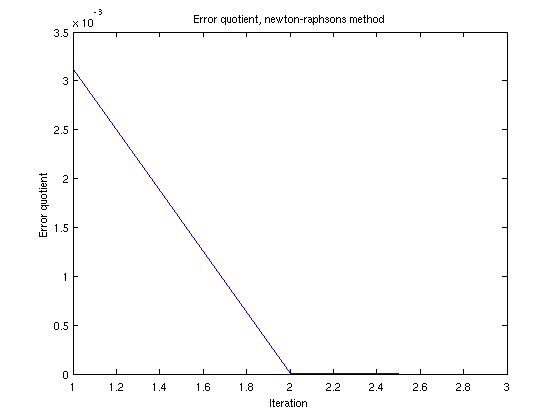 Error quotient, newton-raphsons method
x 10^-3
3.5
3
2.5
2
1.5
1
0.5
0
Error quotient
1 1.2 1.4 1.6 1.8 2 2.2 2.4 2.6 2.8 3
Iteration